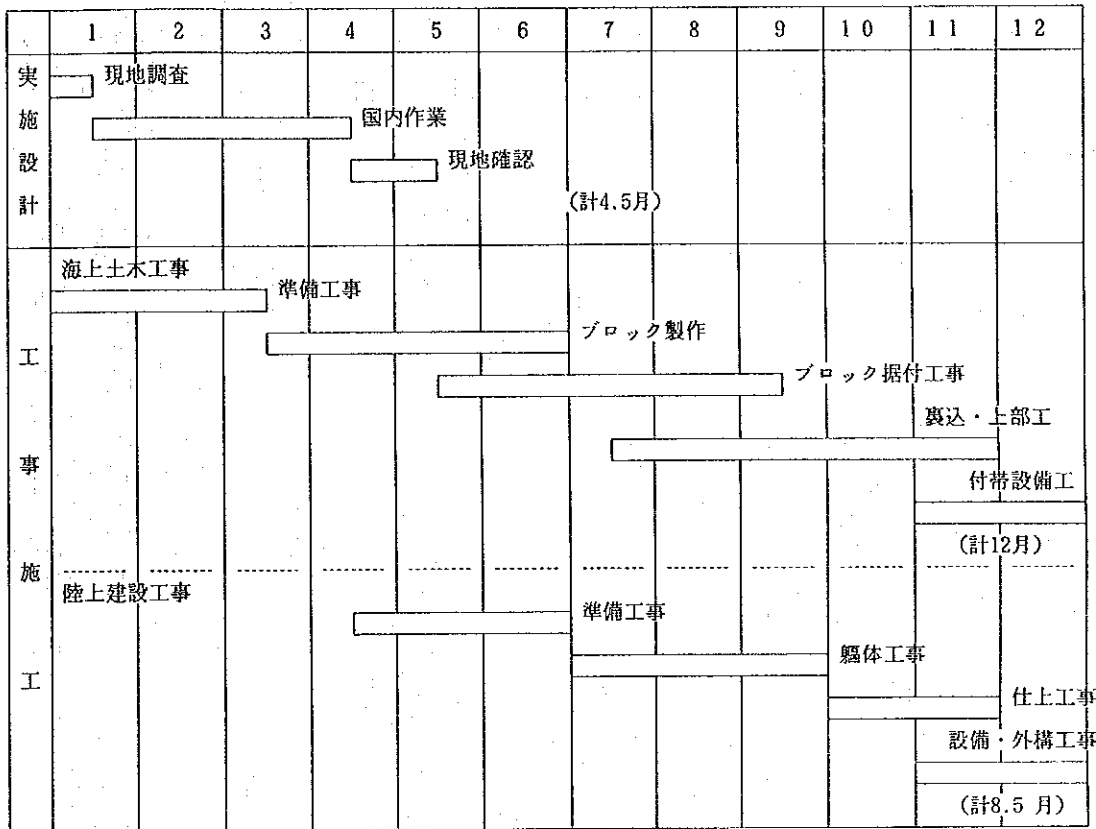 1 2 3 4 5 6 7 8 9 10 11 12
実施設計
現地調査
国内作業
現地確認
(計4.5月)
工事施工
海上土木工事
準備工事
ブロック製作
ブロック据付工事
裏込・上部工
付帯設備工
(計12月)
陸上建設工事
準備工事
軀体工事
仕上工事
設備・外構工事
(計8.5 月)